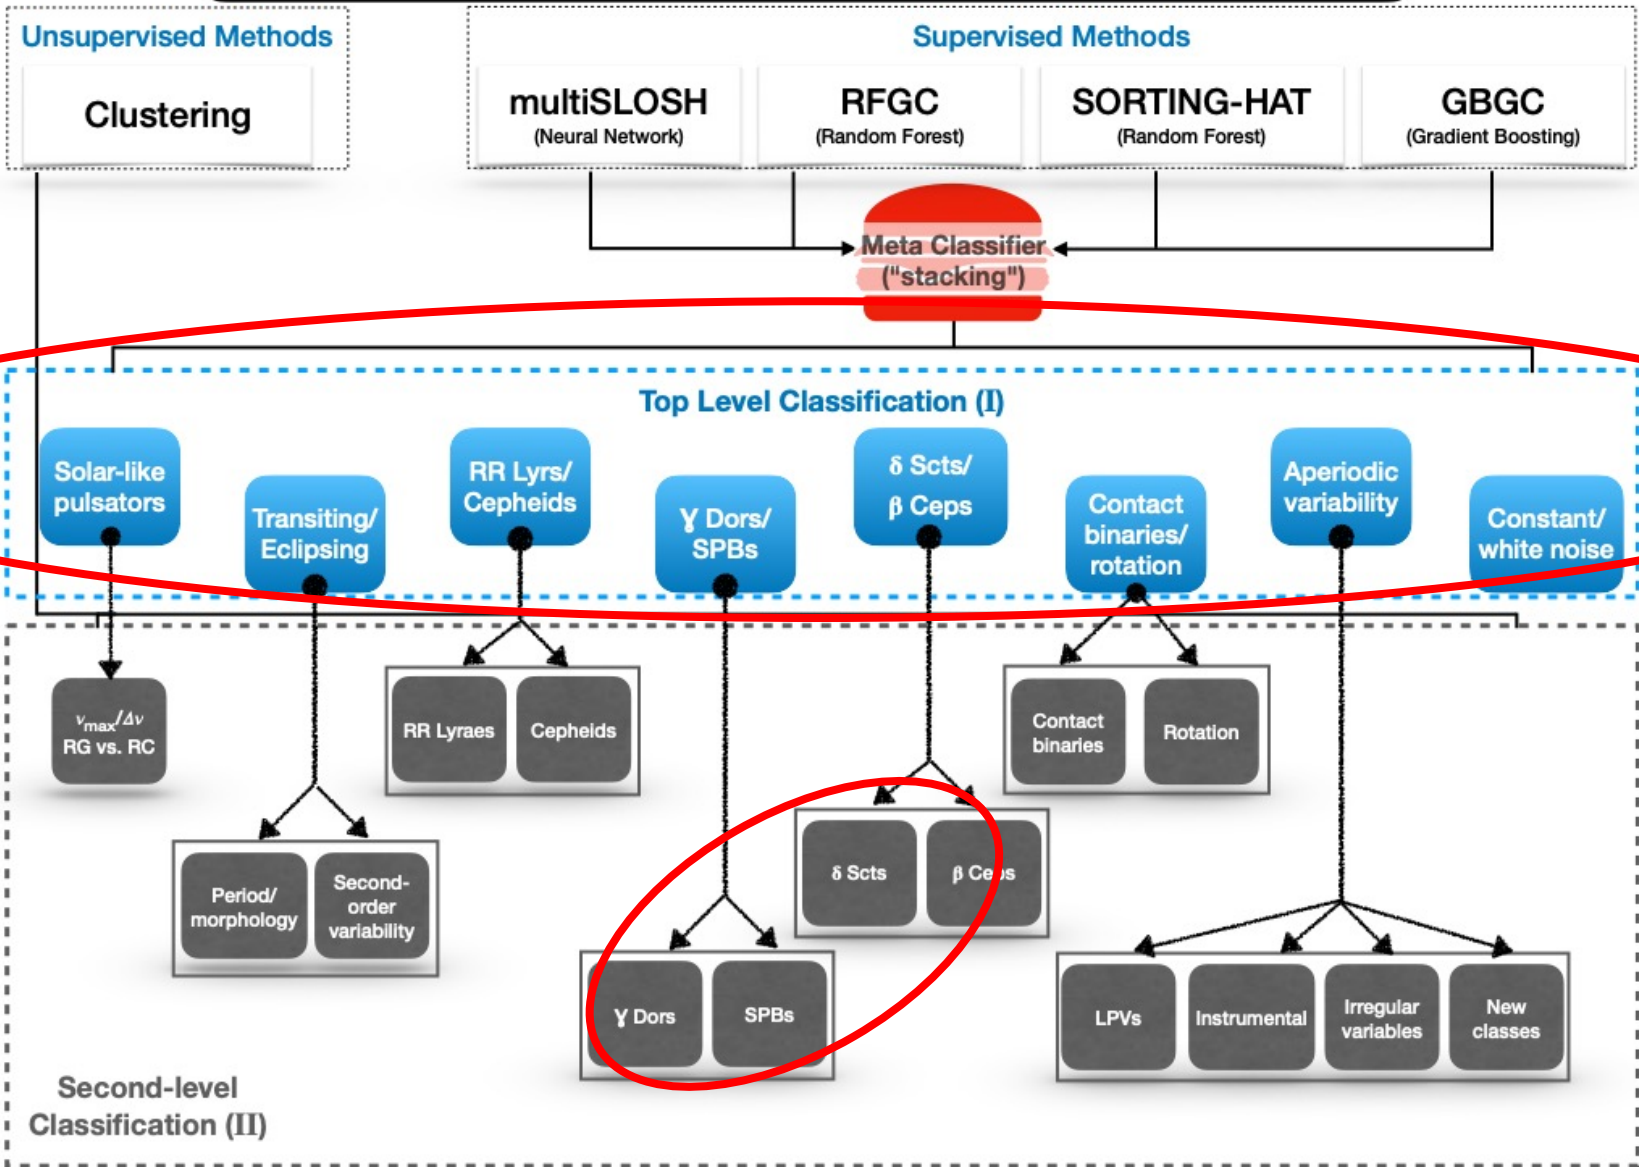 Unsupervised Methods
Clustering
Supervised Methods
multiSLOSH
(Neural Network)
RFGC
(Random Forest)
SORTING-HAT
(Random Forest)
GBGC
(Gradient Boosting)
Meta Classifier
("stacking")
Top Level Classification (I)
Solar-like
pulsators
Transiting/
Eclipsing
RR Lyrs/
Cepheids
γ Dors/
SPBs
δ Scts/
β Ceps
Contact
binaries/
rotation
Aperiodic
variability
Constant/
white noise
νmax/Δν
RG vs. RC
Period/
morphology
Second-
order
variability
RR Lyraes
Cepheids
γ Dors
SPBs
δ Scts
β Ceps
Contact
binaries
Rotation
LPVs
Instrumental
Irregular
variables
New
classes
Second-level
Classification (II)